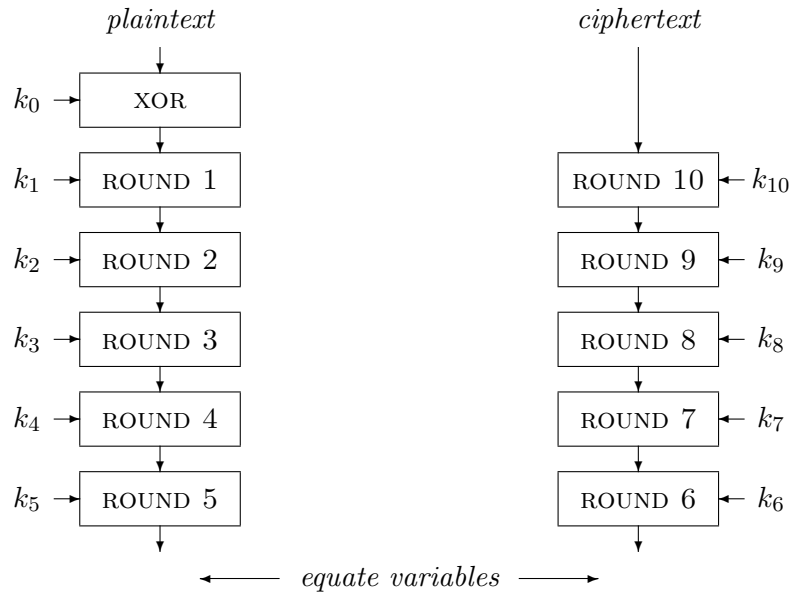 plaintext ciphertext
k0 XOR
k1 ROUND 1 ROUND 10 k10
k2 ROUND 2 ROUND 9 k9
k3 ROUND 3 ROUND 8 k8
k4 ROUND 4 ROUND 7 k7
k5 ROUND 5 ROUND 6 k6
equate variables